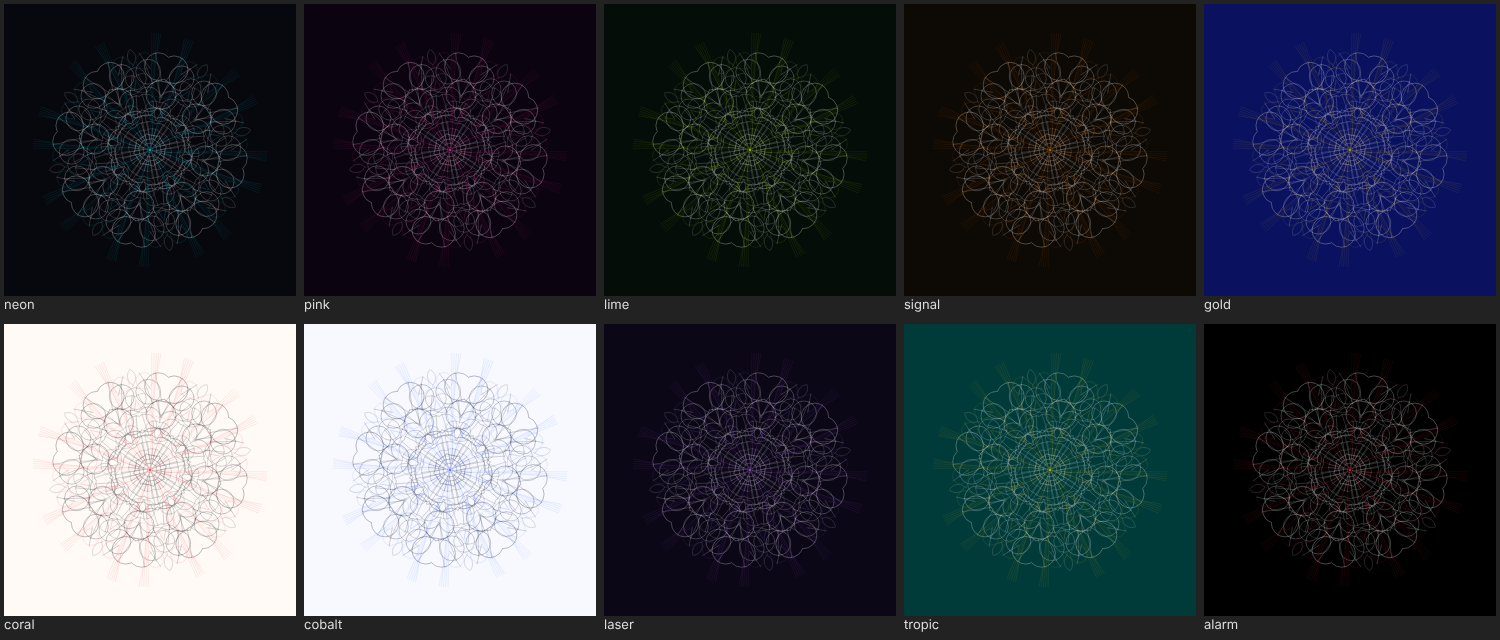 neon
pink
lime
signal
gold
coral
cobalt
laser
tropic
alarm